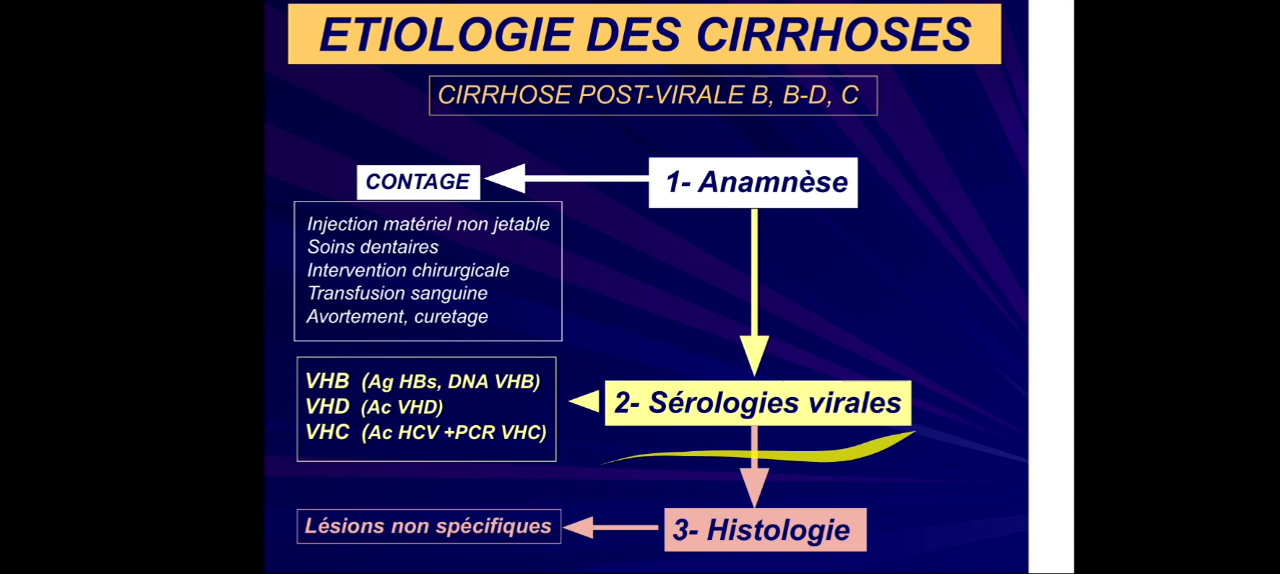 ETIOLOGIE DES CIRRHOSES
CIRRHOSE POST-VIRALE B, B-D, C
1- Anamnèse
CONTAGE
Injection matériel non jetable
Soins dentaires
Intervention chirurgicale
Transfusion sanguine
Avortement, curetage
2- Sérologies virales
VHB (Ag HBs, DNA VHB)
VHD (Ac VHD)
VHC (Ac HCV +PCR VHC)
3- Histologie
Lésions non spécifiques